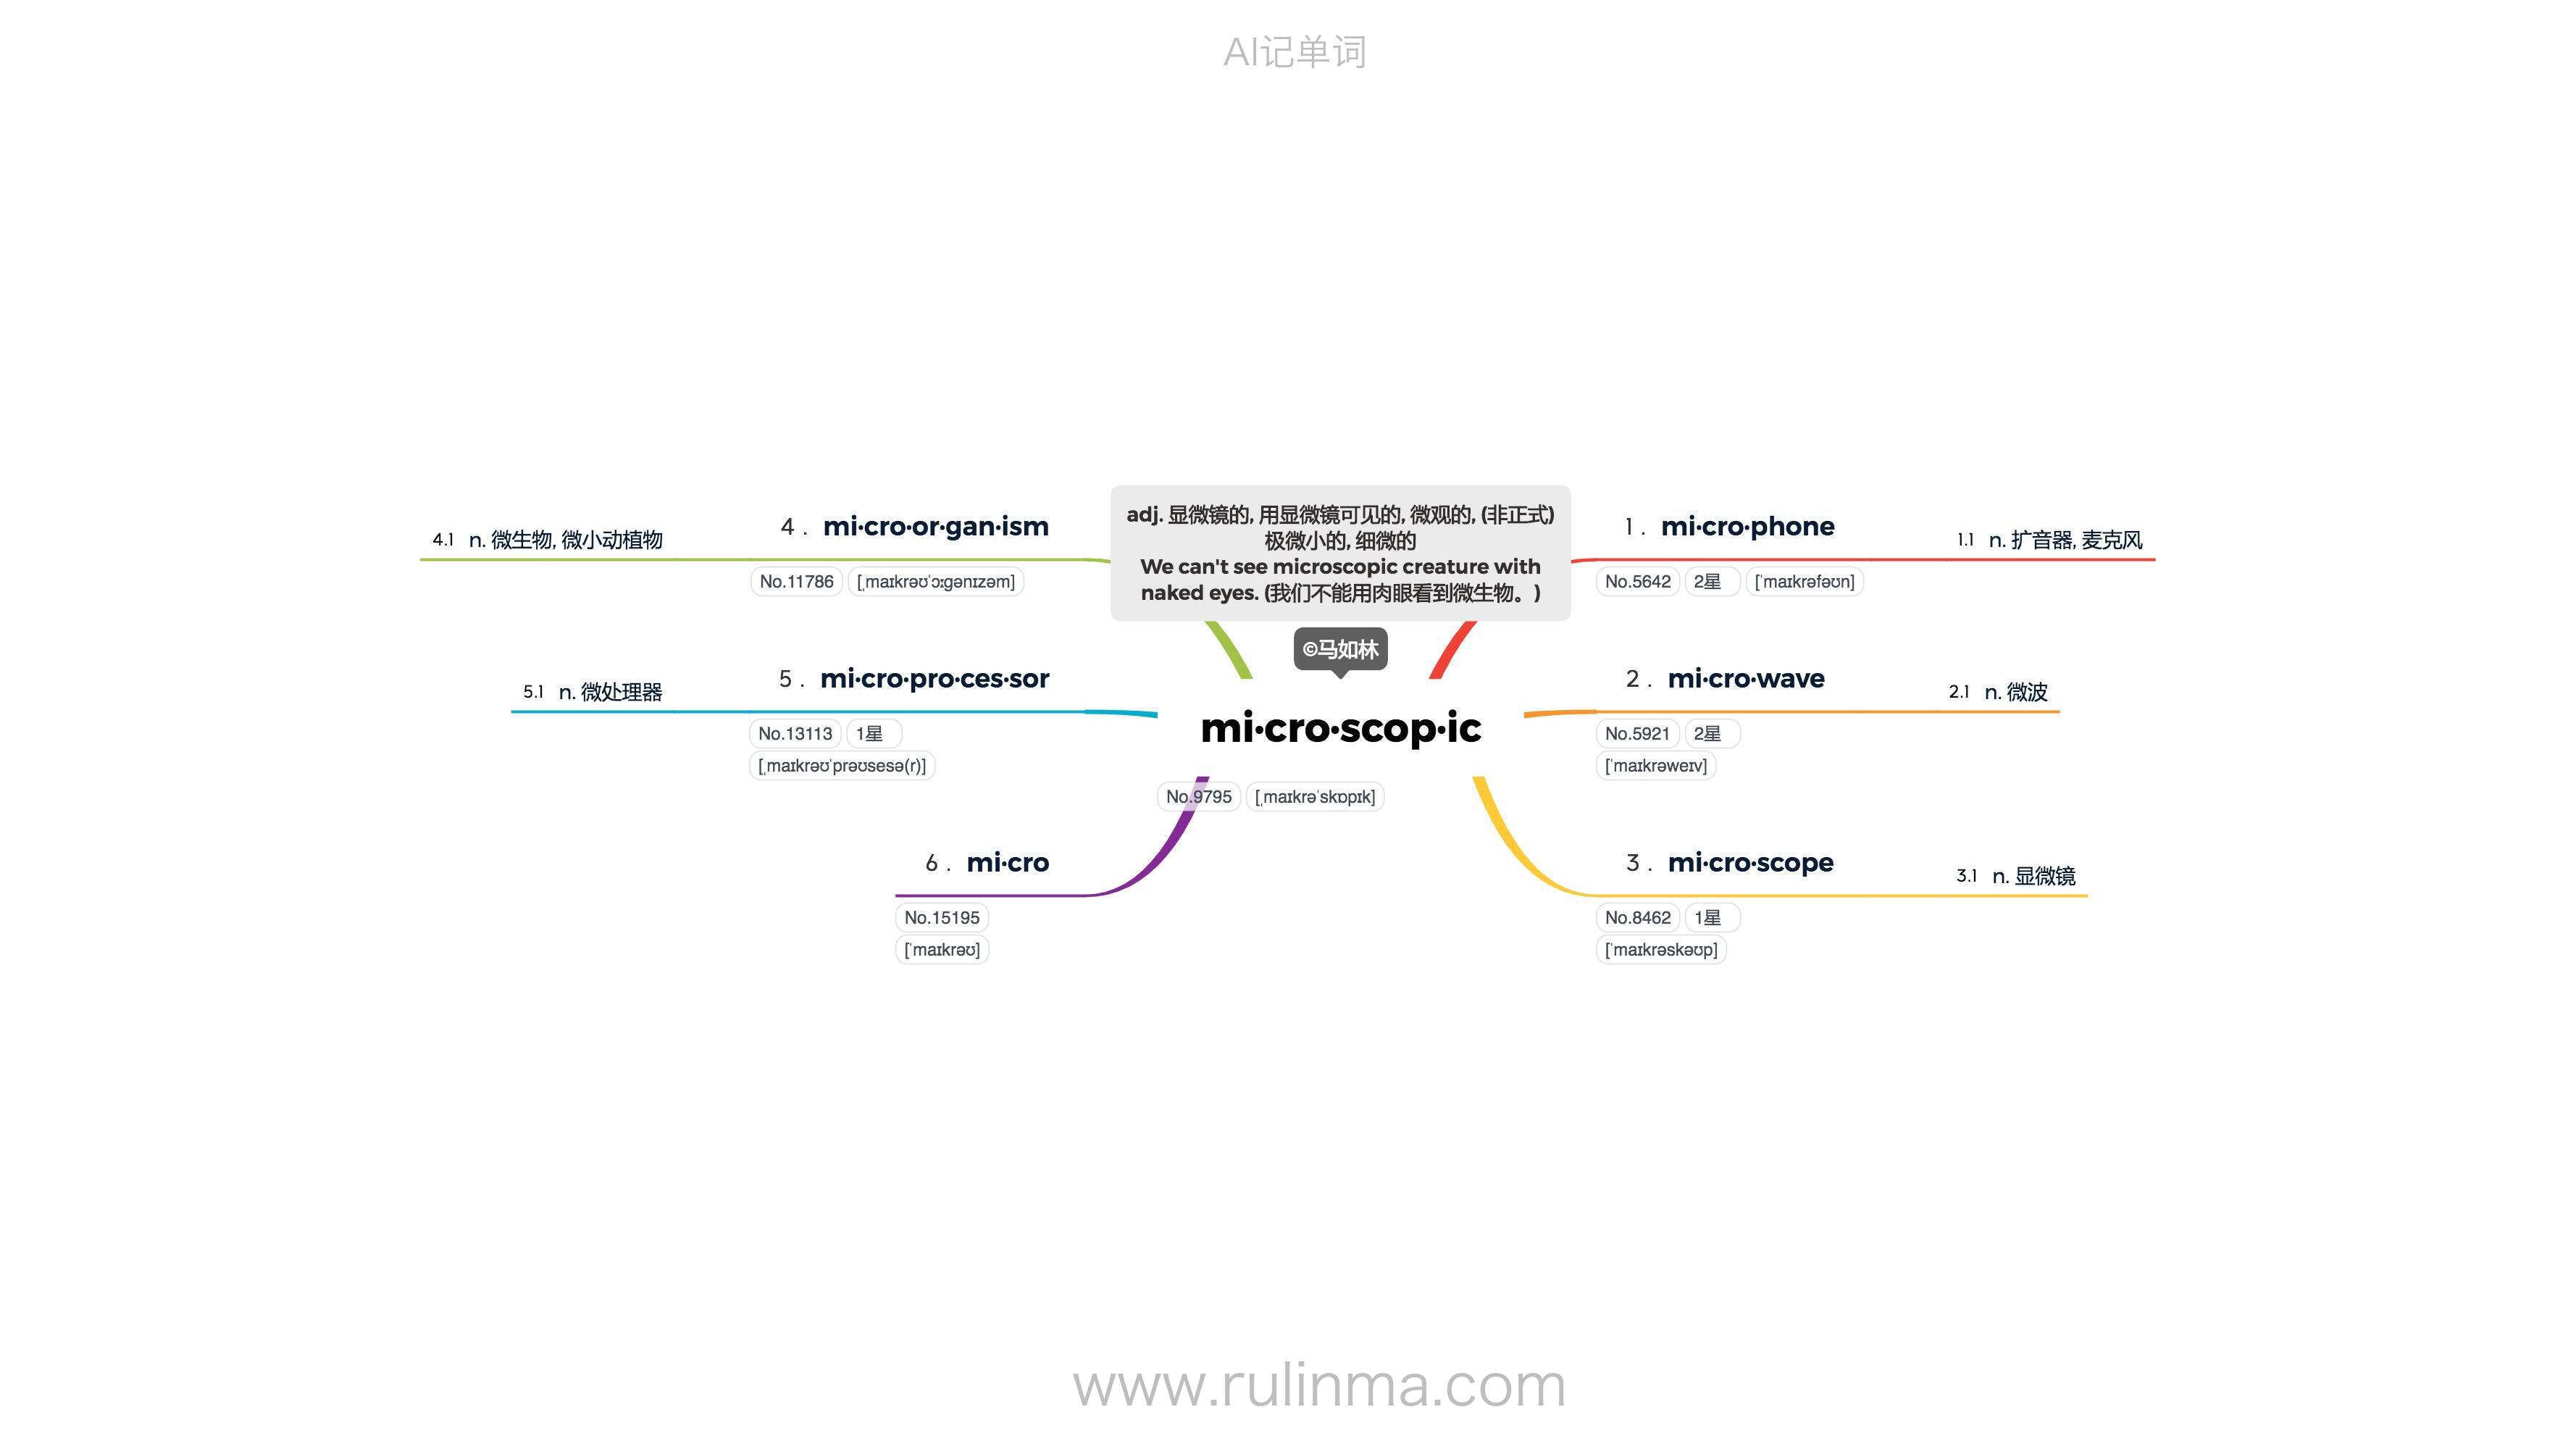 AI记单词
adj. 显微镜的, 用显微镜可见的, 微观的, (非正式)
极微小的, 细微的
We can't see microscopic creature with
naked eyes. (我们不能用肉眼看到微生物。)
©马如林
mi·cro·scop·ic
No.9795 [ˌmaɪkrəˈskɒpɪk]
1 . mi·cro·phone
1.1 n. 扩音器, 麦克风
No.5642 2星 [ˈmaɪkrəfəʊn]
2 . mi·cro·wave
2.1 n. 微波
No.5921 2星
[ˈmaɪkrəweɪv]
3 . mi·cro·scope
3.1 n. 显微镜
No.8462 1星
[ˈmaɪkrəskəʊp]
4 . mi·cro·or·gan·ism
4.1 n. 微生物, 微小动植物
No.11786 [ˌmaɪkrəʊˈɔːɡənɪzəm]
5 . mi·cro·pro·ces·sor
5.1 n. 微处理器
No.13113 1星
[ˌmaɪkrəʊˈprəʊsesə(r)]
6 . mi·cro
No.15195
[ˈmaɪkrəʊ]
www.rulinma.com